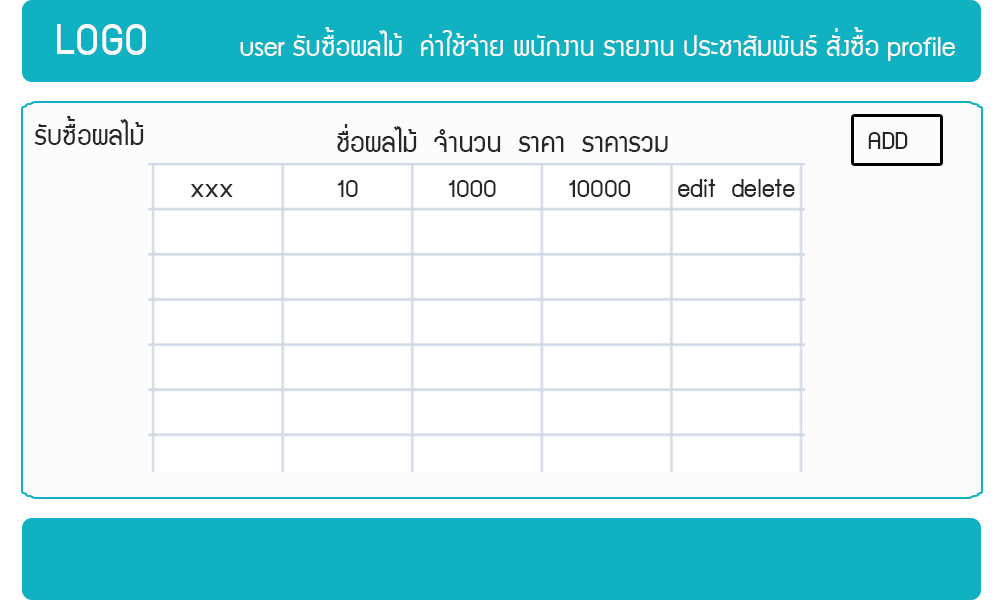 LOGO
user รับซื้อผลไม้ ค่าใช้จ่าย พนักงาน รายงาน ประชาสัมพันธ์ สั่งซื้อ profile
รับซื้อผลไม้
ชื่อผลไม้ จำนวน ราคา ราคารวม
ADD
xxx 10 1000 10000 edit delete